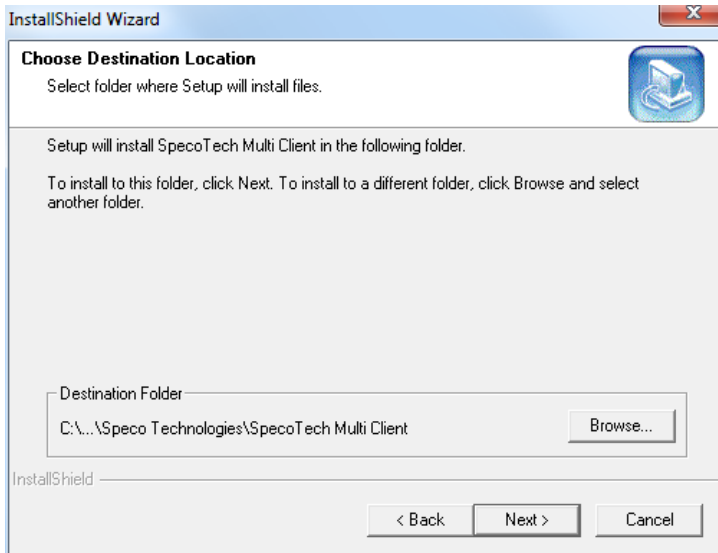 InstallShield Wizard
Choose Destination Location
Select folder where Setup will install files.
Setup will install SpecoTech Multi Client in the following folder.
To install to this folder, click Next. To install to a different folder, click Browse and select
another folder.
Destination Folder
C:\...\Speco Technologies\SpecoTech Multi Client
Browse...
InstallShield
< Back
Next >
Cancel